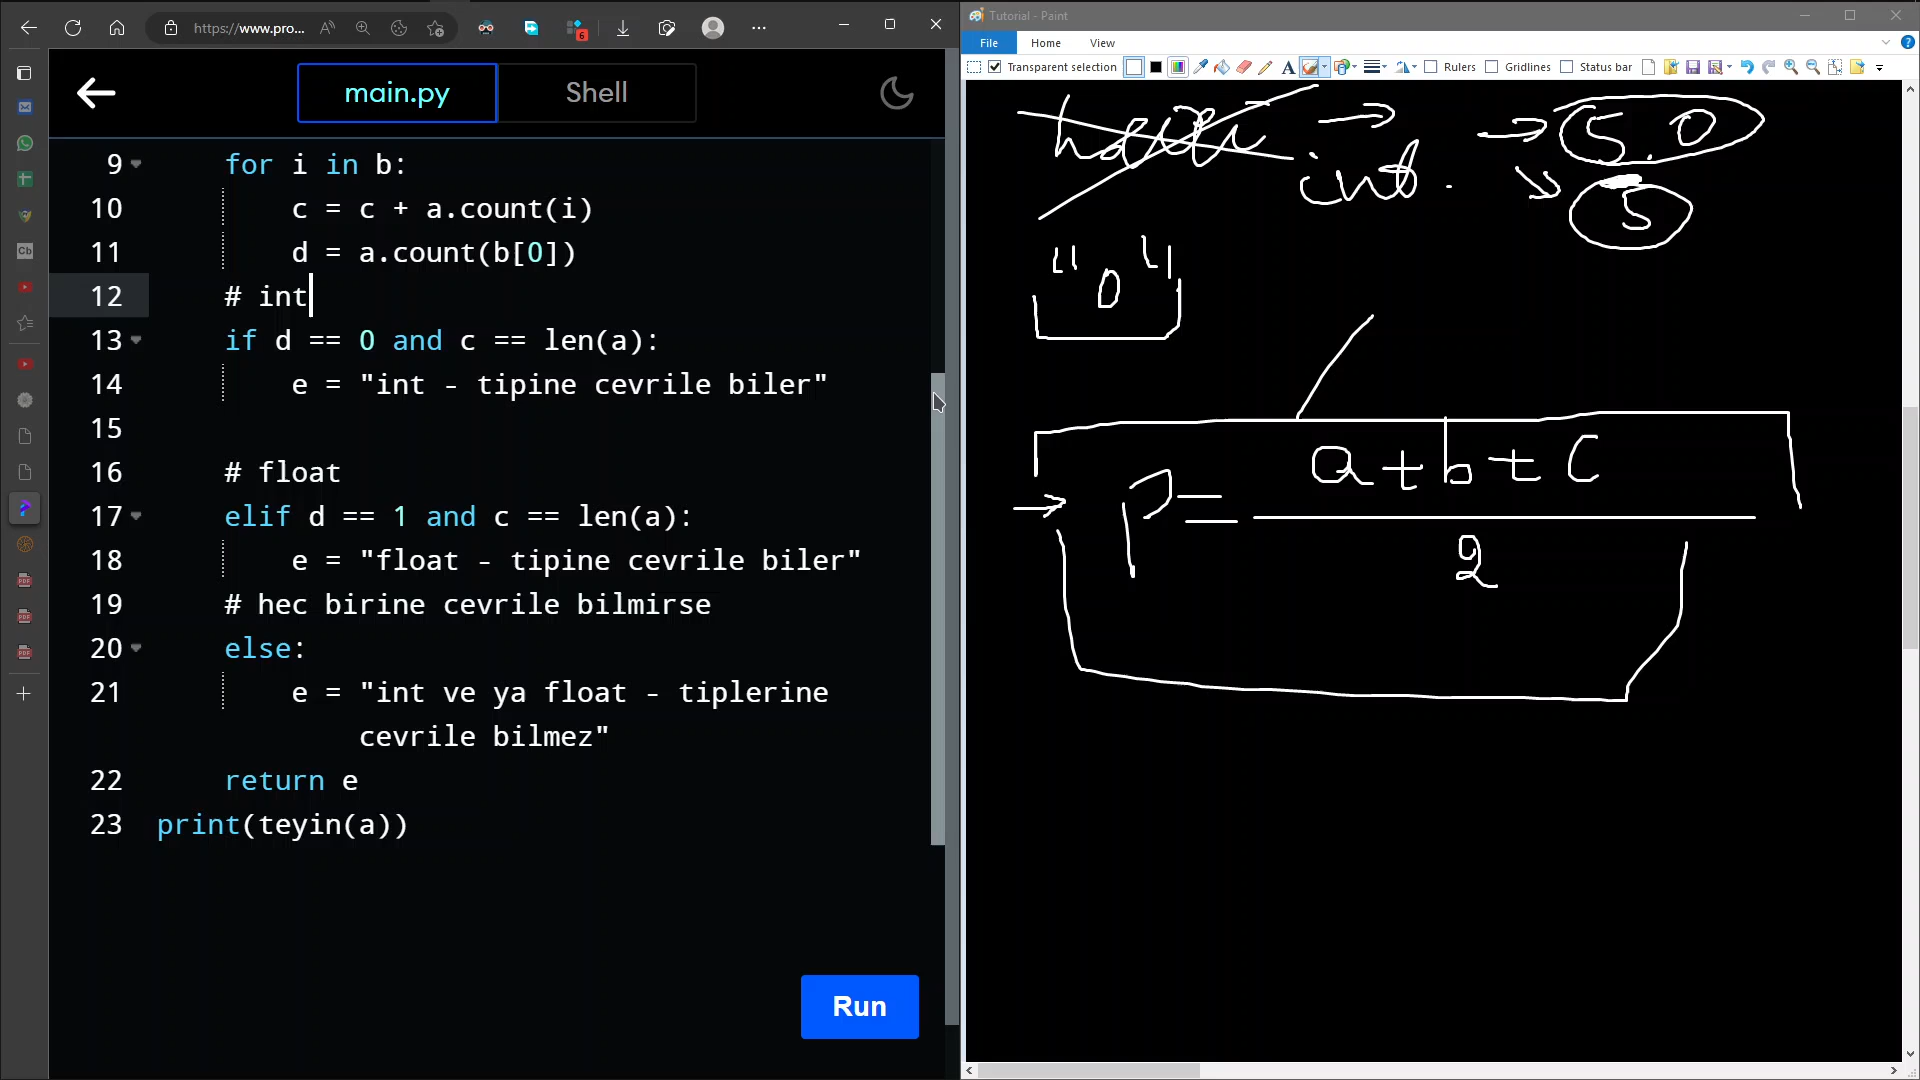 https://www.pro...
6
main.py
Shell
9 for i in b:
10 c = c + a.count(i)
11 d = a.count(b[0])
12 # int
13 if d == 0 and c == len(a):
14 e = "int - tipine cevrile biler"
15
16 # float
17 elif d == 1 and c == len(a):
18 e = "float - tipine cevrile biler"
19 # hec birine cevrile bilmirse
20 else:
21 e = "int ve ya float - tiplerine
cevrile bilmez"
22 return e
23 print(teyin(a))
Run
Cb
Tutorial - Paint
File Home View
Transparent selection
A
Rulers Gridlines Status bar
→ → 5.0
int. 5
"0"
→ P = a + b + c
2